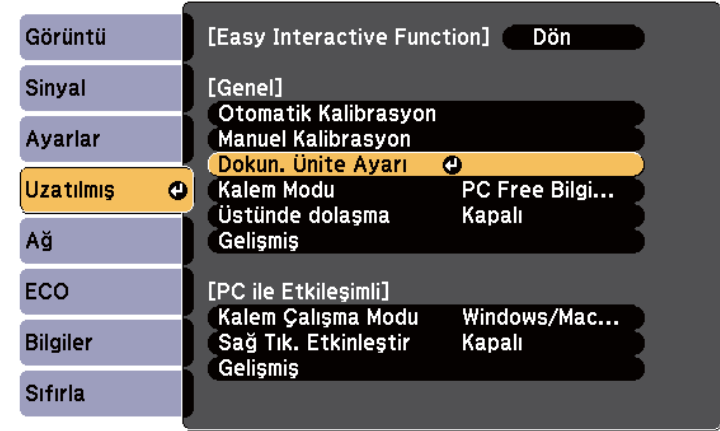 Görüntü
Sinyal
Ayarlar
Uzatılmış
Ağ
ECO
Bilgiler
Sıfırla
[Easy Interactive Function] Dön
[Genel]
Otomatik Kalibrasyon
Manuel Kalibrasyon
Dokun. Ünite Ayarı
Kalem Modu PC Free Bilgi...
Üstünde dolaşma Kapalı
Gelişmiş
[PC ile Etkileşimli]
Kalem Çalışma Modu Windows/Mac...
Sağ Tık. Etkinleştir Kapalı
Gelişmiş